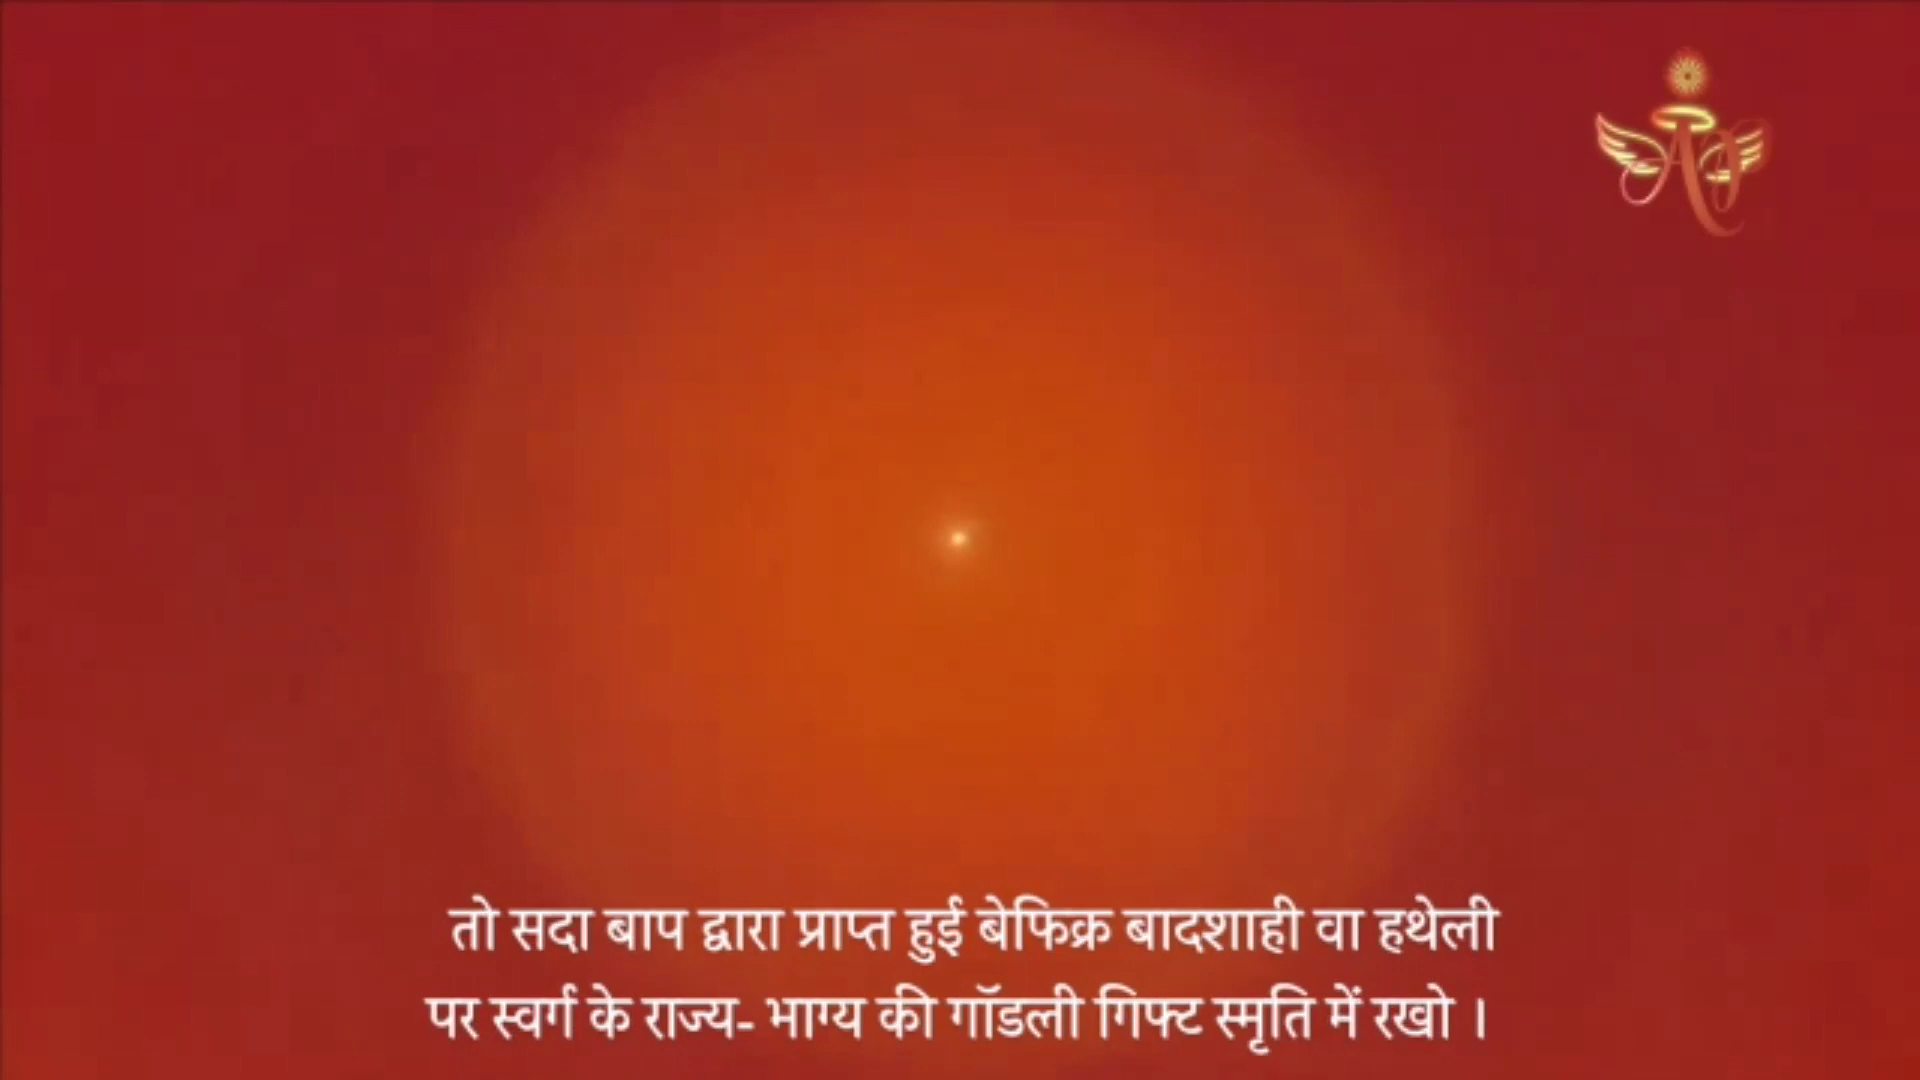 तो सदा बाप द्वारा प्राप्त हुई बेफिक्र बादशाही वा हथेली
पर स्वर्ग के राज्य- भाग्य की गॉडली गिफ्ट स्मृति में रखो ।